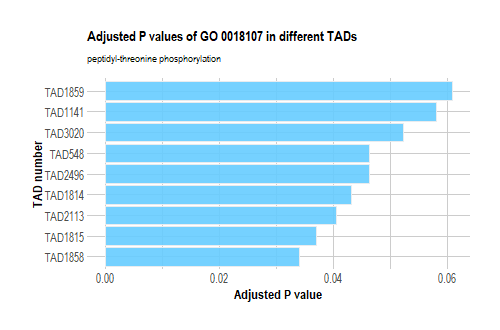 Adjusted P values of GO 0018107 in different TADs
peptidyl-threonine phosphorylation
TAD1859
TAD1141
TAD3020
TAD548
TAD2496
TAD1814
TAD2113
TAD1815
TAD1858
TAD number
0.00 0.02 0.04 0.06
Adjusted P value